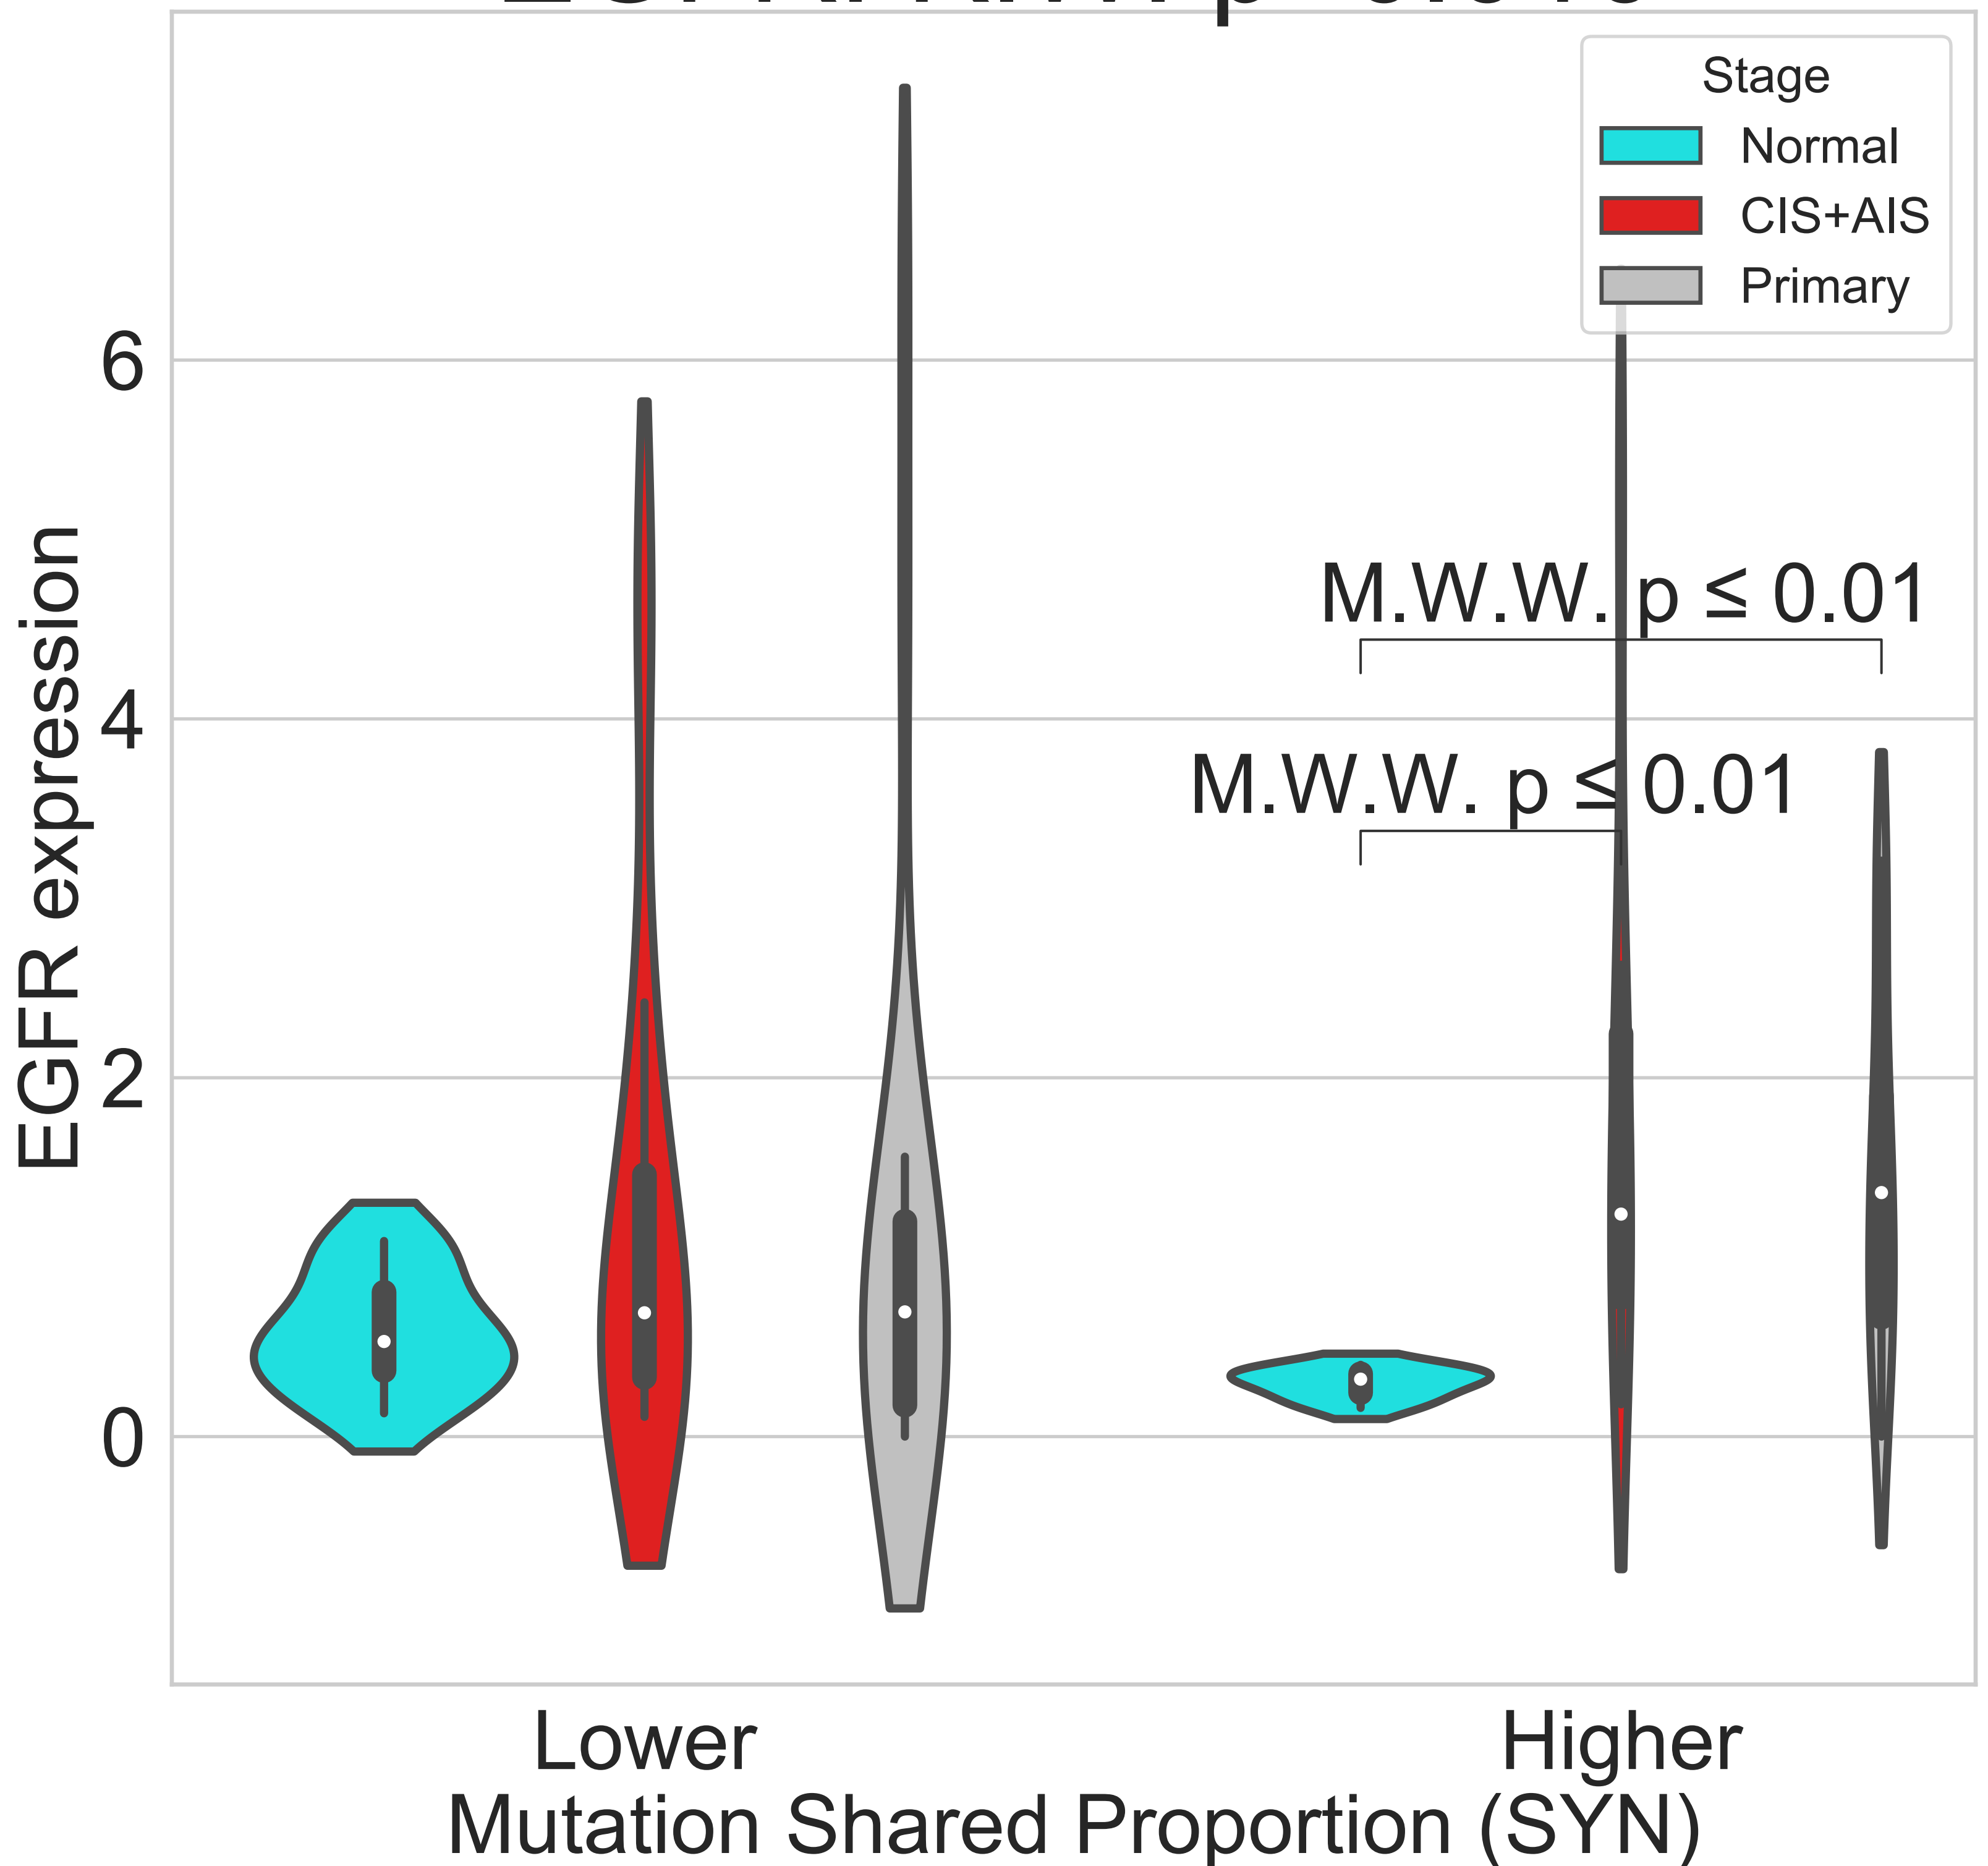 Stage
Normal
CIS+AIS
Primary
EGFR expression
6
4
2
0
M.W.W. p ≤ 0.01
M.W.W. p ≤ 0.01
Lower
Higher
Mutation Shared Proportion (SYN)